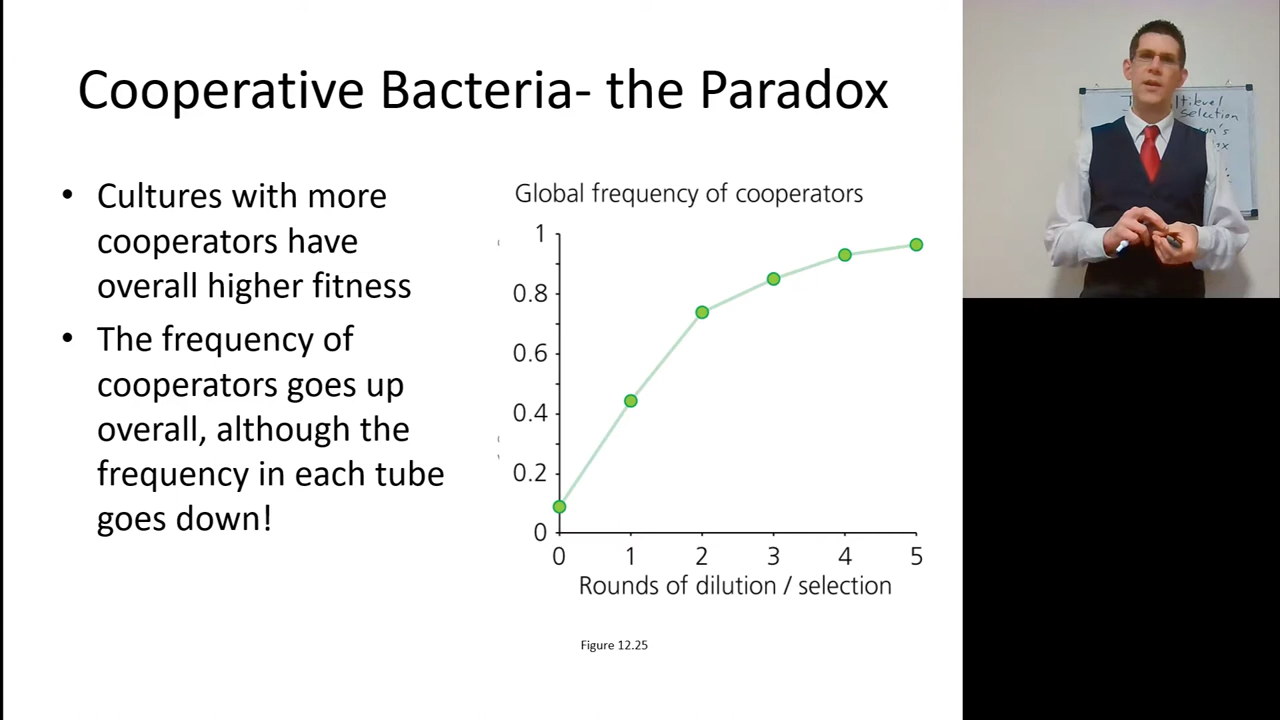 Cooperative Bacteria- the Paradox
• Cultures with more
cooperators have
overall higher fitness
• The frequency of
cooperators goes up
overall, although the
frequency in each tube
goes down!
Global frequency of cooperators
1
0.8
0.6
0.4
0.2
0
0 1 2 3 4 5
Rounds of dilution / selection
Figure 12.25
selection